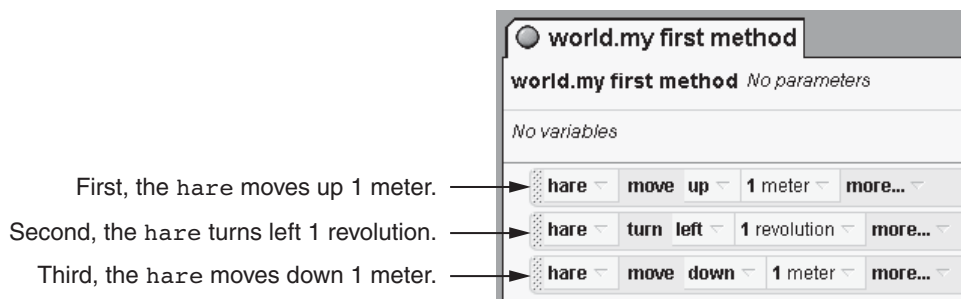 world.my first method
world.my first method No parameters
No variables
First, the hare moves up 1 meter.
hare move up 1 meter more...
Second, the hare turns left 1 revolution.
hare turn left 1 revolution more...
Third, the hare moves down 1 meter.
hare move down 1 meter more...